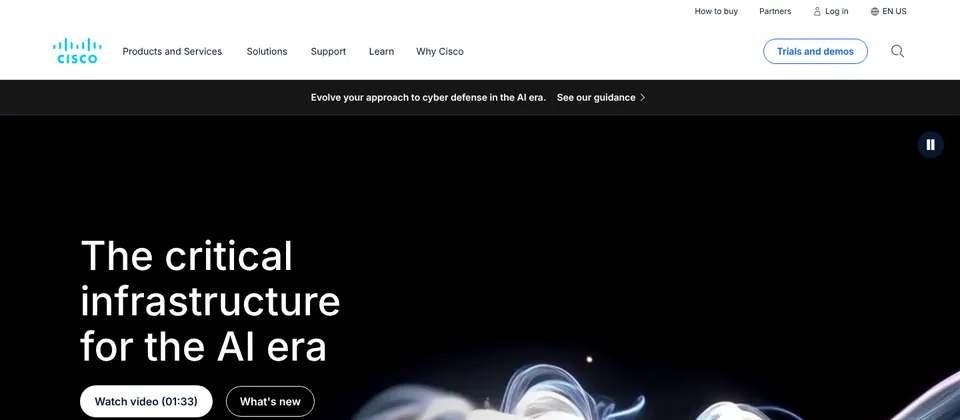 How to buy Partners Log in EN US
CISCO
Products and Services Solutions Support Learn Why Cisco Trials and demos
Evolve your approach to cyber defense in the AI era. See our guidance
The critical
infrastructure
for the AI era
Watch video (01:33) What's new